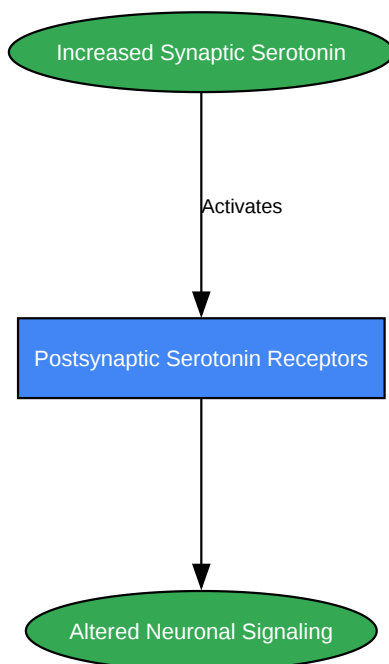 Increased Synaptic Serotonin
Activates
Postsynaptic Serotonin Receptors
Altered Neuronal Signaling